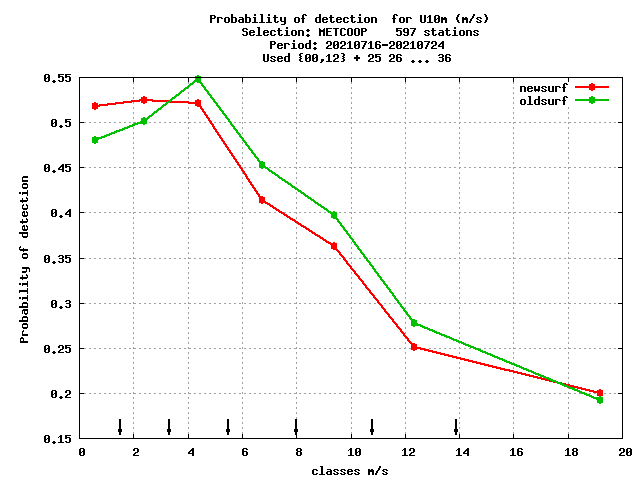 Probability of detection  for U10m (m/s)
Selection: METCOOP    597 stations
Period: 20210716-20210724
Used {00,12} + 25 26 ... 36
newsurf
oldsurf
Probability of detection
0.55
0.5
0.45
0.4
0.35
0.3
0.25
0.2
0.15
0 2 4 6 8 10 12 14 16 18 20
classes m/s